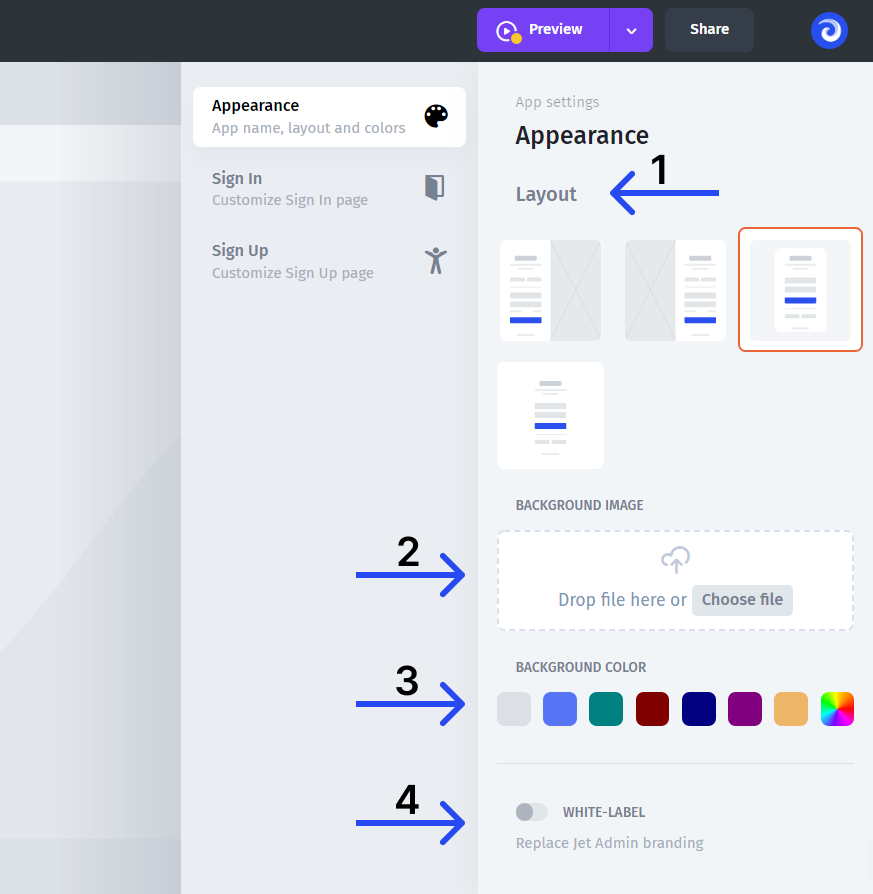 Preview
Share
Appearance
App name, layout and colors
Sign In
Customize Sign In page
Sign Up
Customize Sign Up page
App settings
Appearance
1
Layout
BACKGROUND IMAGE
2
Drop file here or Choose file
BACKGROUND COLOR
3
4
WHITE-LABEL
Replace Jet Admin branding